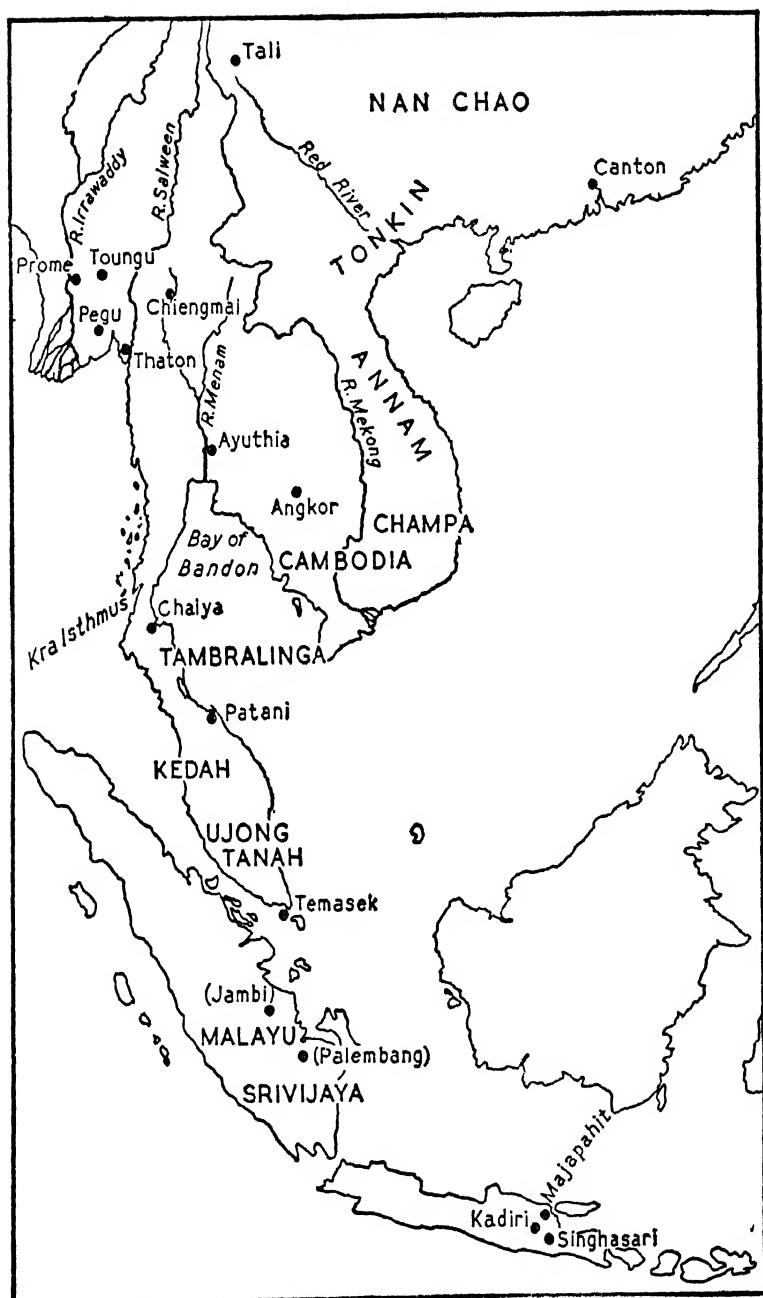 Tali
NAN CHAO
Canton
Red River
TONKIN
R. Irrawaddy
R. Salween
Prome
Toungu
Pegu
Chiengmai
Thaton
R. Menam
ANNAM
R. Mekong
Ayuthia
Angkor
CHAMPA
Bay of
Bandon
CAMBODIA
Kra Isthmus
Chaiya
TAMBRALINGA
Patani
KEDAH
UJONG
TANAH
Temasek
(Jambi)
MALAYU
(Palembang)
SRIVIJAYA
Majapahit
Kadiri
Singhasari